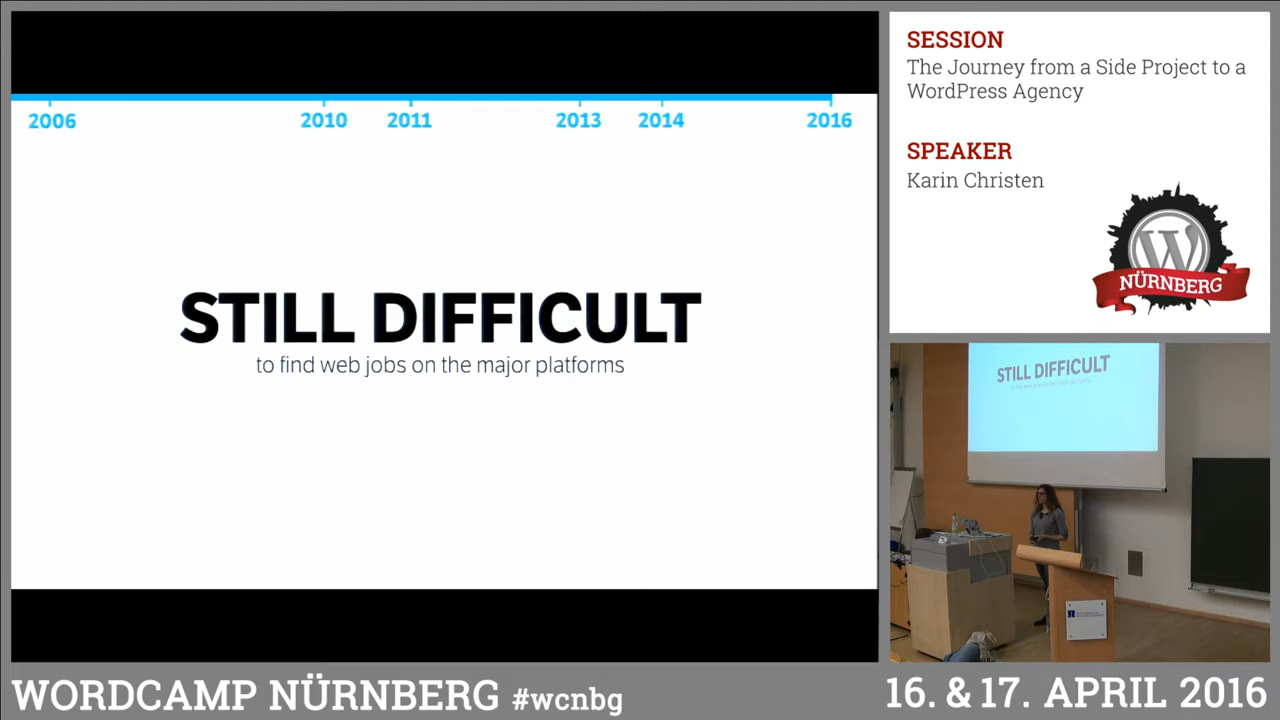 2006 2010 2011 2013 2014 2016
STILL DIFFICULT
to find web jobs on the major platforms
SESSION
The Journey from a Side Project to a
WordPress Agency
SPEAKER
Karin Christen
W
NÜRNBERG
STILL DIFFICULT
WORDCAMP NÜRNBERG #wcnbg
16. & 17. APRIL 2016